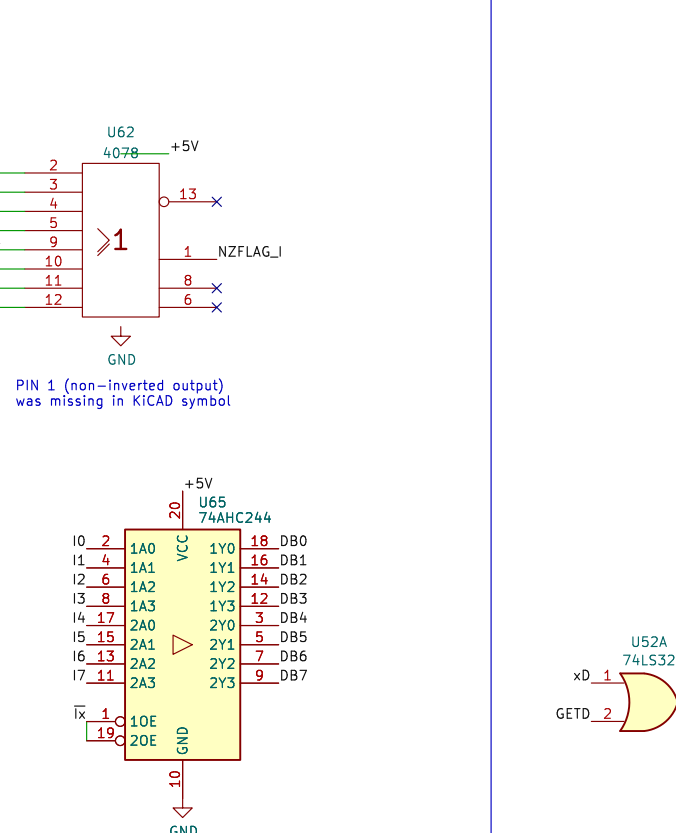 U62
4078
+5V
2
3
4
5
9
10
11
12
>1
13
1
NZFLAG_I
8
6
GND
PIN 1 (non-inverted output)
was missing in KiCAD symbol
+5V
20
U65
74AHC244
VCC
I0 2 1A0 1Y0 18 DB0
I1 4 1A1 1Y1 16 DB1
I2 6 1A2 1Y2 14 DB2
I3 8 1A3 1Y3 12 DB3
I4 17 2A0 2Y0 3 DB4
I5 15 2A1 2Y1 5 DB5
I6 13 2A2 2Y2 7 DB6
I7 11 2A3 2Y3 9 DB7
Ix 1 1OE
19 2OE
GND
10
GND
U52A
74LS32
xD 1
GETD 2